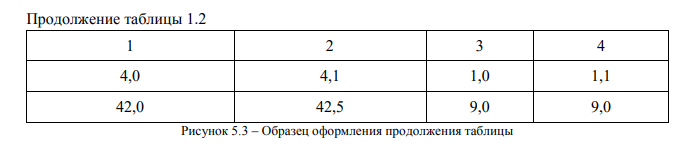 Продолжение таблицы 1.2
1 2 3 4
4,0 4,1 1,0 1,1
42,0 42,5 9,0 9,0
Рисунок 5.3 – Образец оформления продолжения таблицы